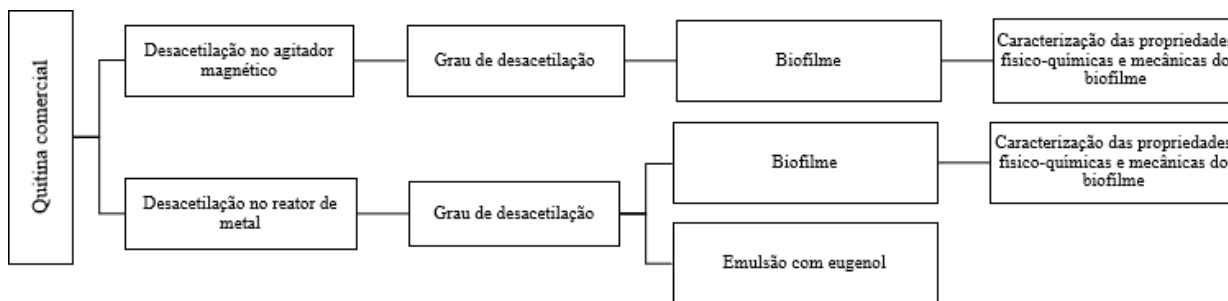 Quitina comercial
Desacetilação no agitador
magnético
Grau de desacetilação
Biofilme
Caracterização das propriedades
físico-químicas e mecânicas do
biofilme
Desacetilação no reator de
metal
Grau de desacetilação
Biofilme
Caracterização das propriedades
físico-químicas e mecânicas do
biofilme
Emulsão com eugenol